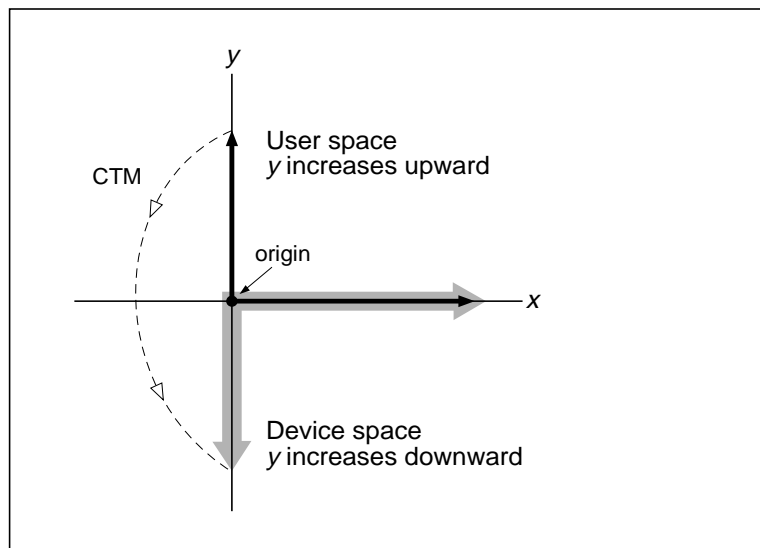 y
User space
y increases upward
CTM
origin
x
Device space
y increases downward